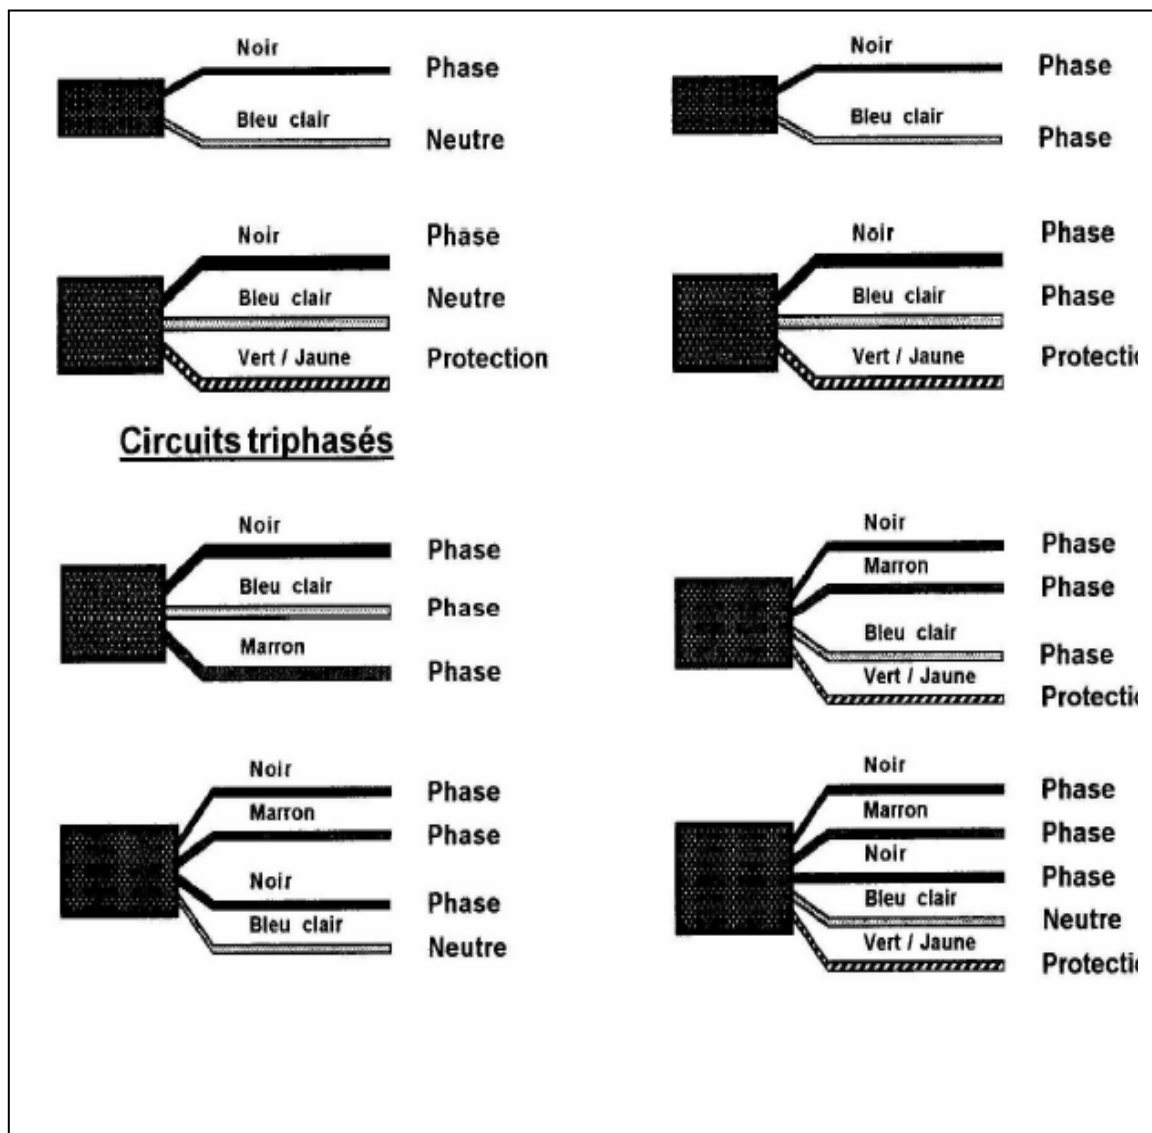 Noir
Phase
Bleu clair
Neutre
Noir
Phase
Bleu clair
Phase
Noir
Phase
Bleu clair
Neutre
Vert / Jaune
Protection
Noir
Phase
Bleu clair
Phase
Vert / Jaune
Protectio
Circuits triphasés
Noir
Phase
Bleu clair
Phase
Marron
Phase
Noir
Phase
Marron
Phase
Bleu clair
Phase
Vert / Jaune
Protectio
Noir
Phase
Marron
Phase
Noir
Phase
Bleu clair
Neutre
Noir
Phase
Marron
Phase
Noir
Phase
Bleu clair
Neutre
Vert / Jaune
Protectio